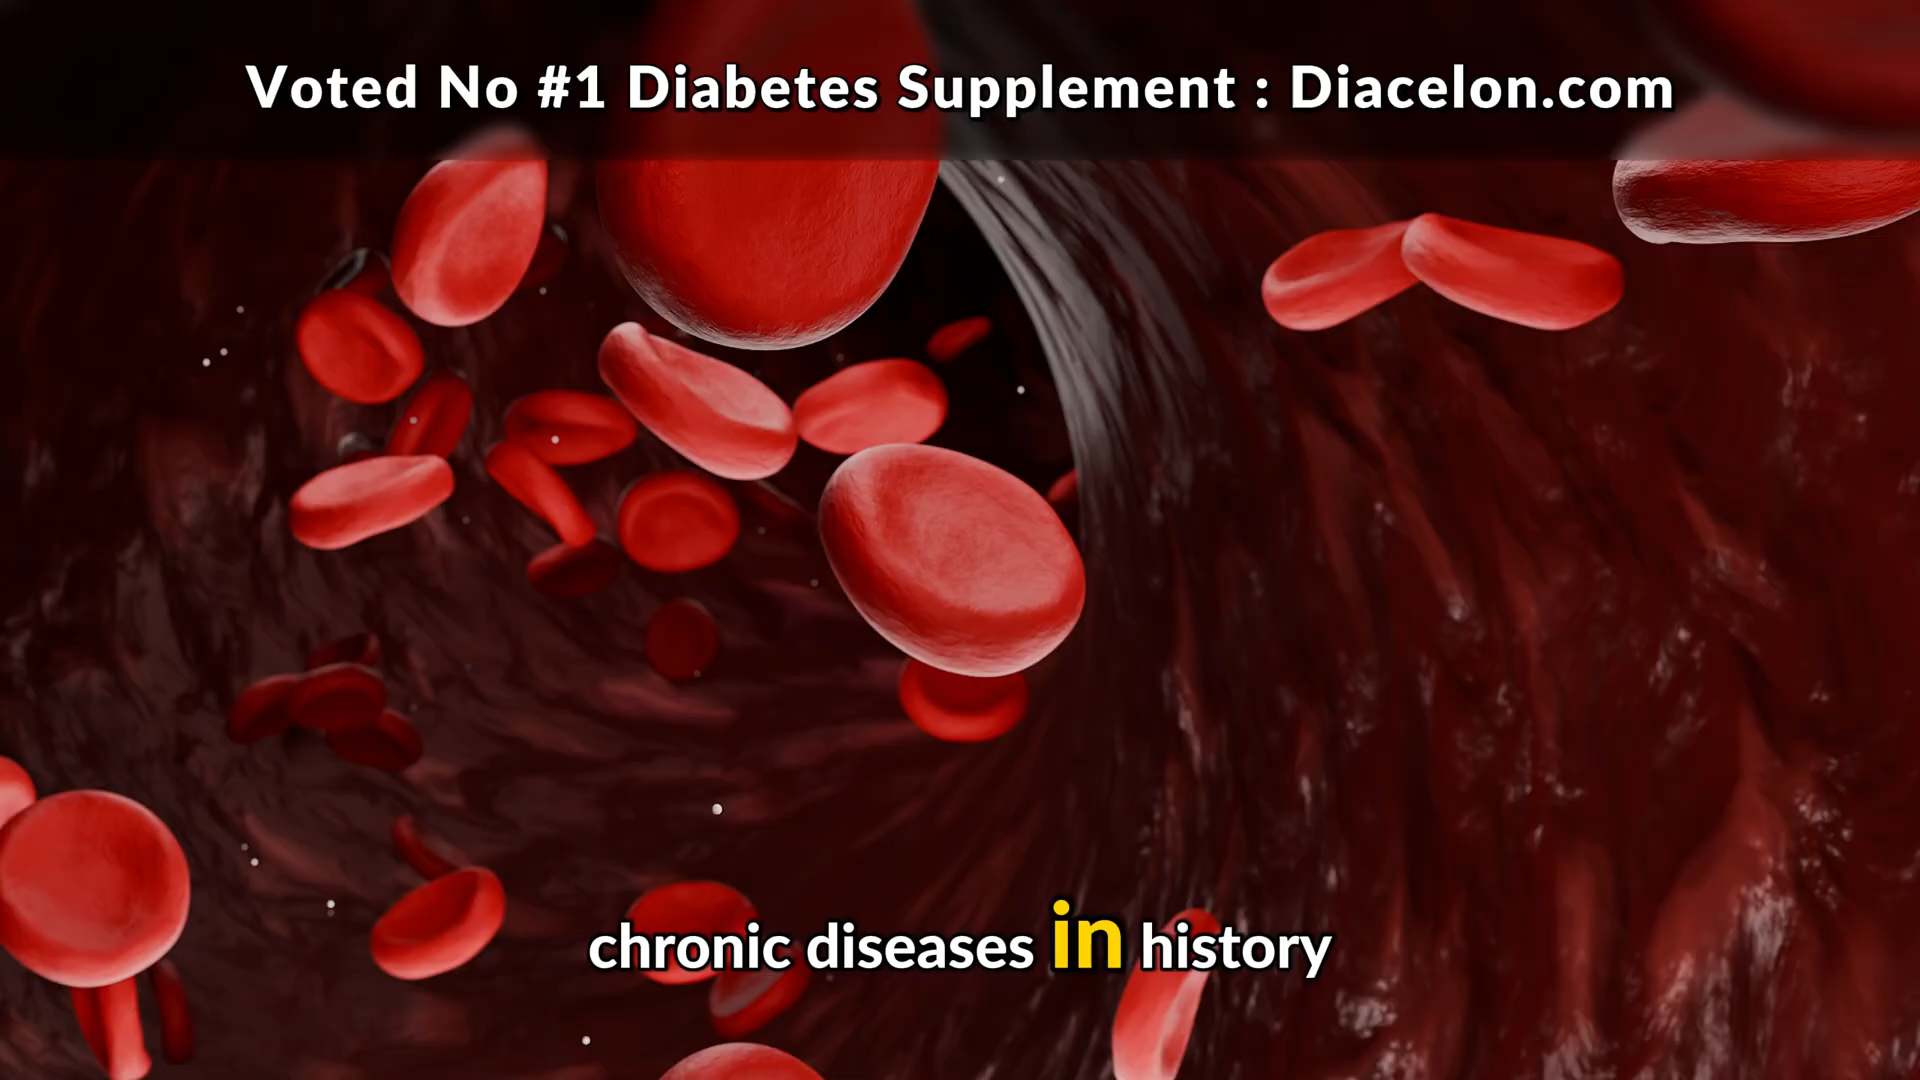 Voted No #1 Diabetes Supplement : Diacelon.com
chronic diseases in history